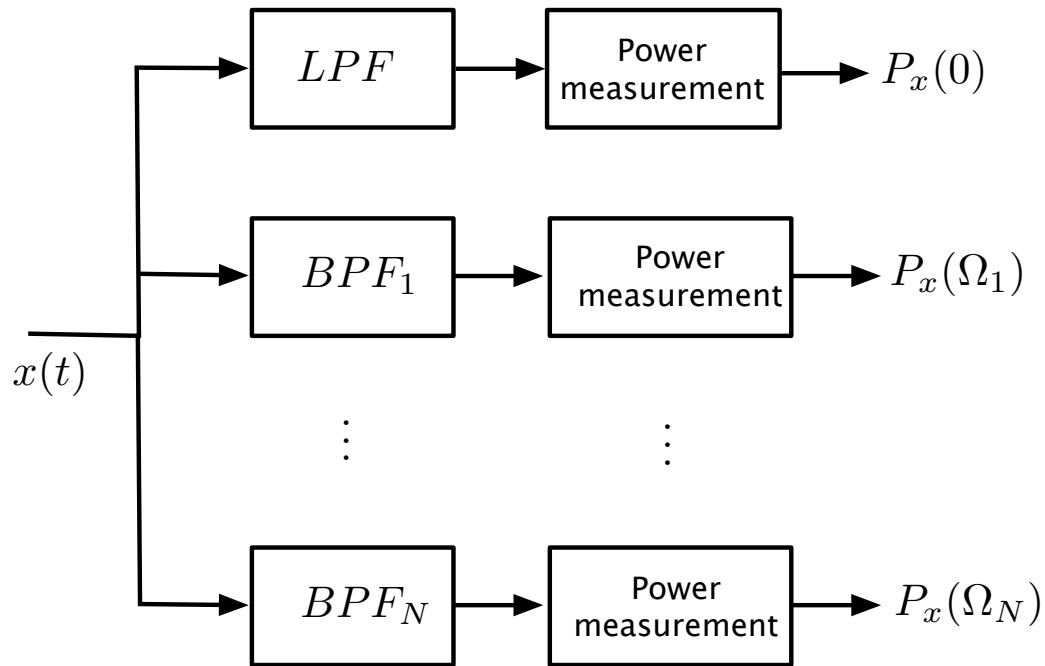 LPF
Power
measurement
P_x(0)
BPF_1
Power
measurement
P_x(Ω_1)
x(t)
⋮ ⋮
BPF_N
Power
measurement
P_x(Ω_N)